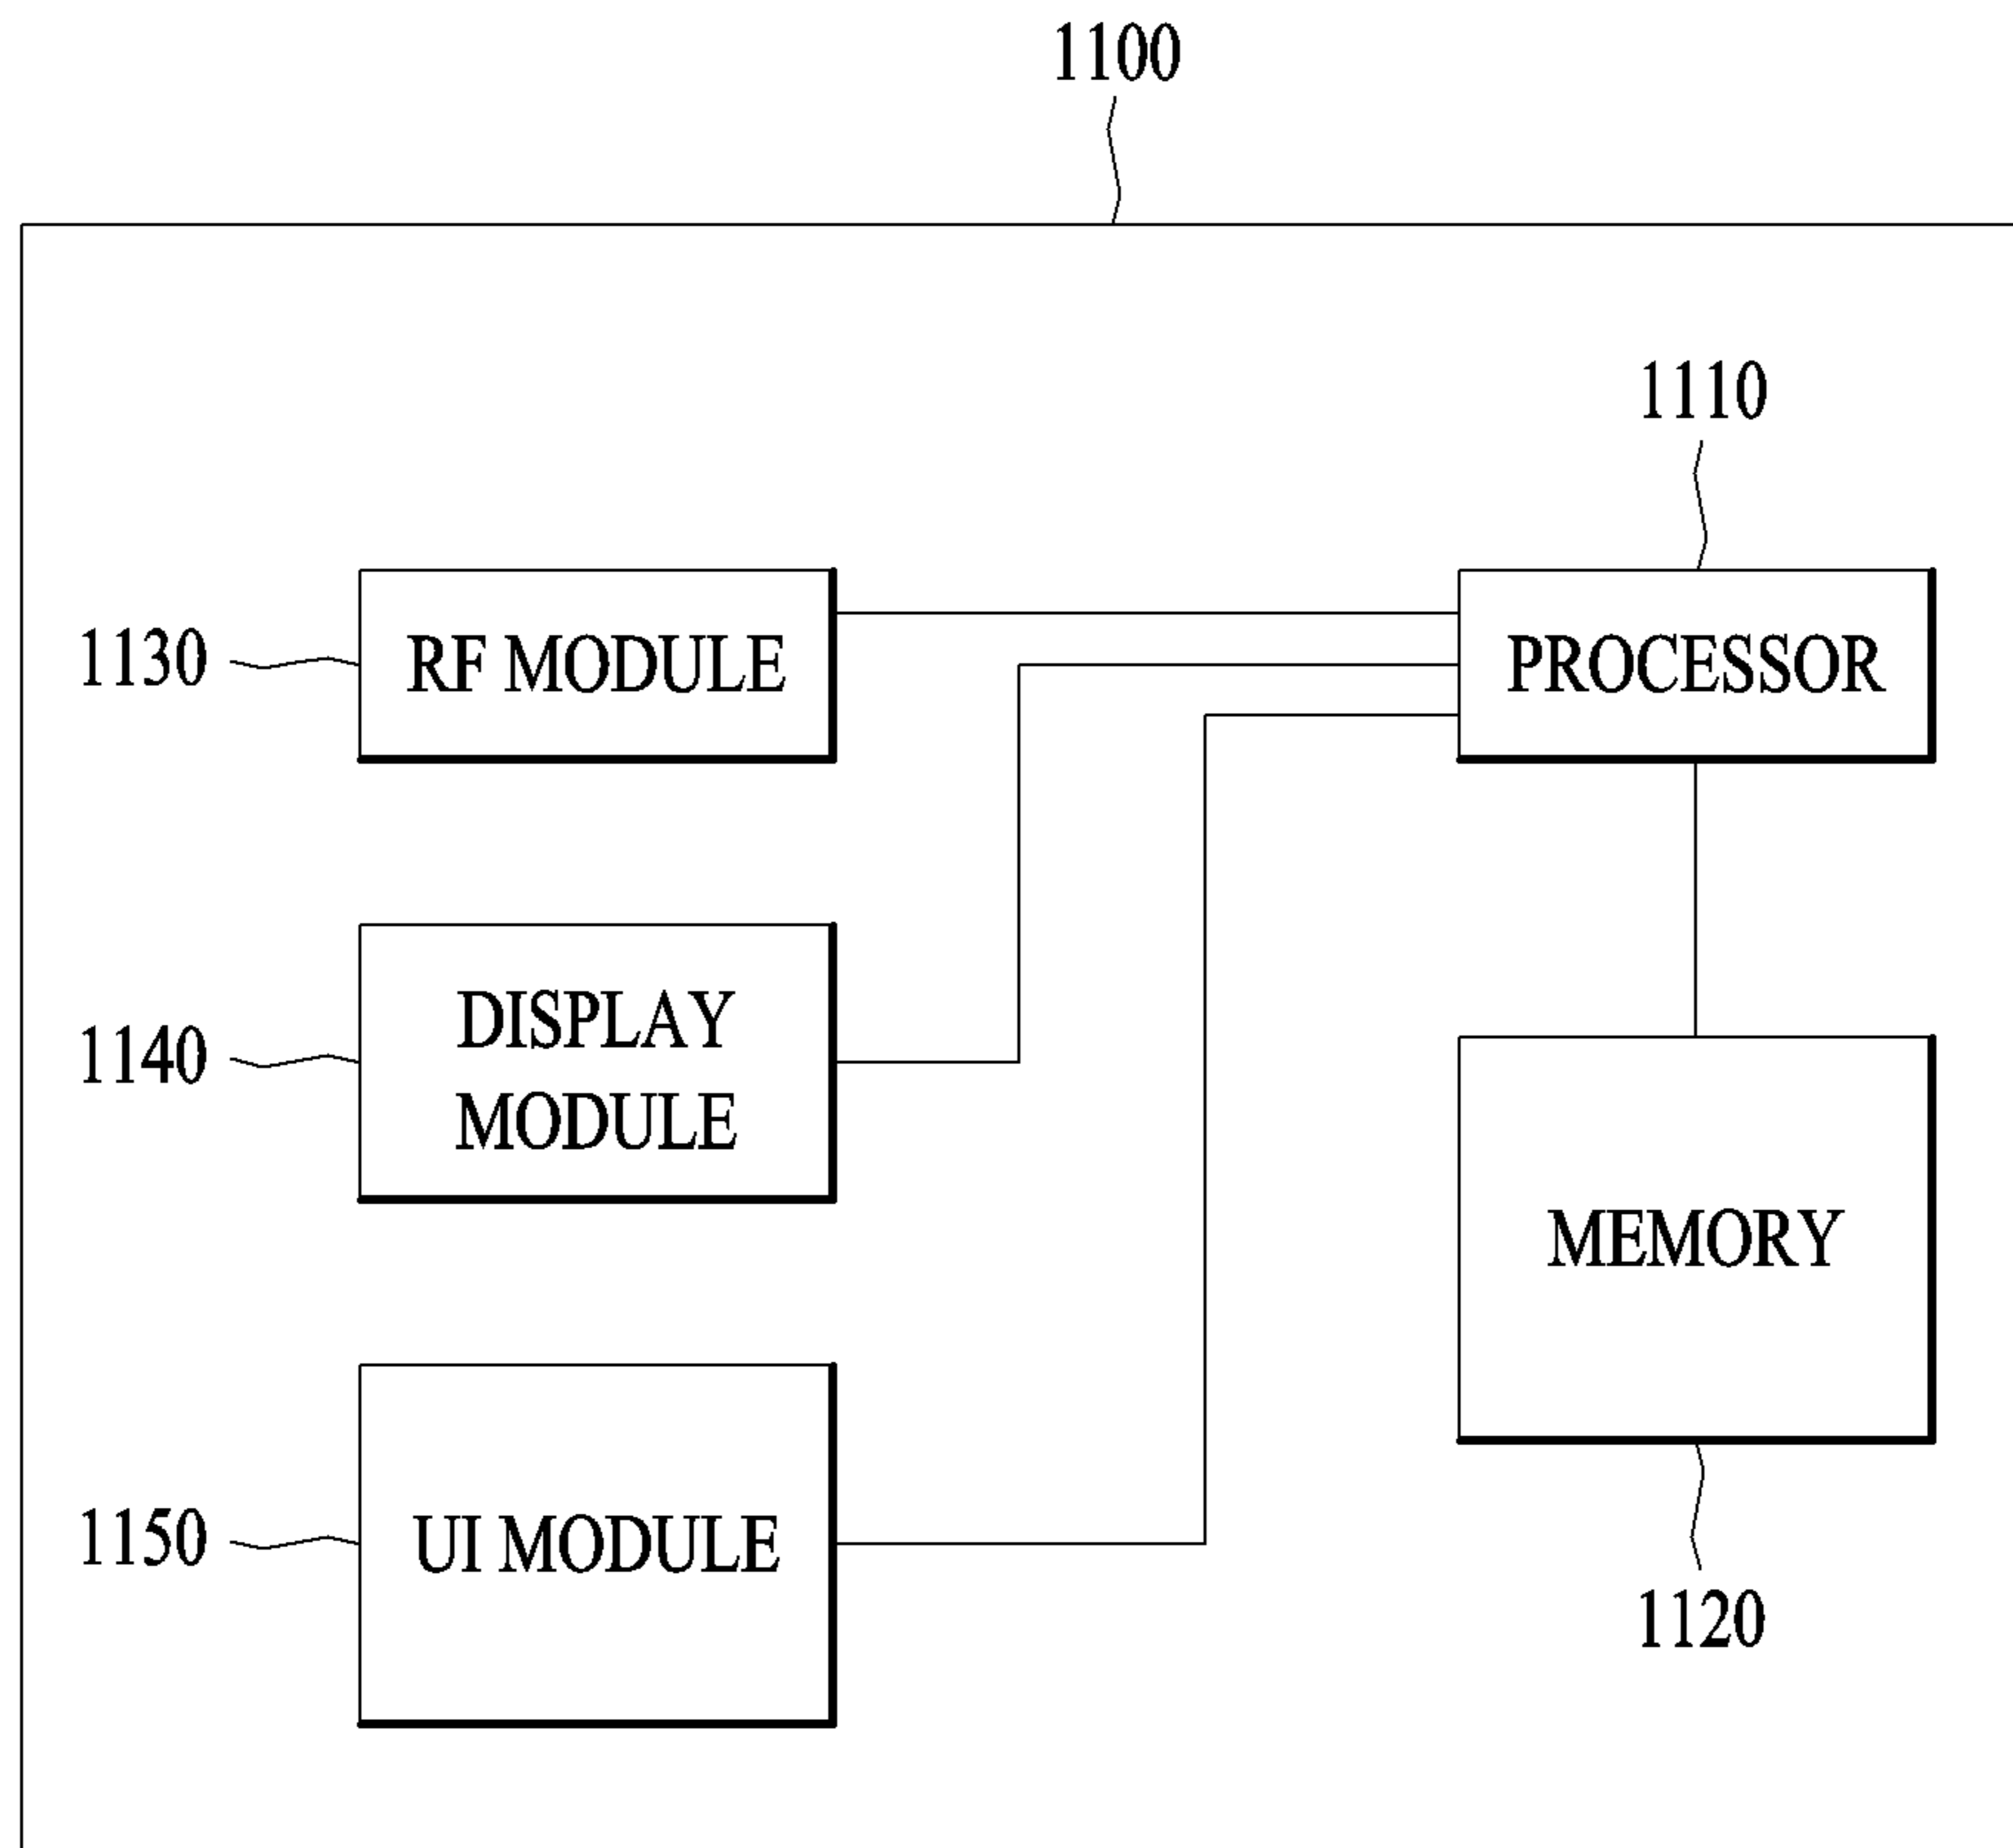 1100
1110
1130
RF MODULE
PROCESSOR
1140
DISPLAY
MODULE
MEMORY
1150
UI MODULE
1120